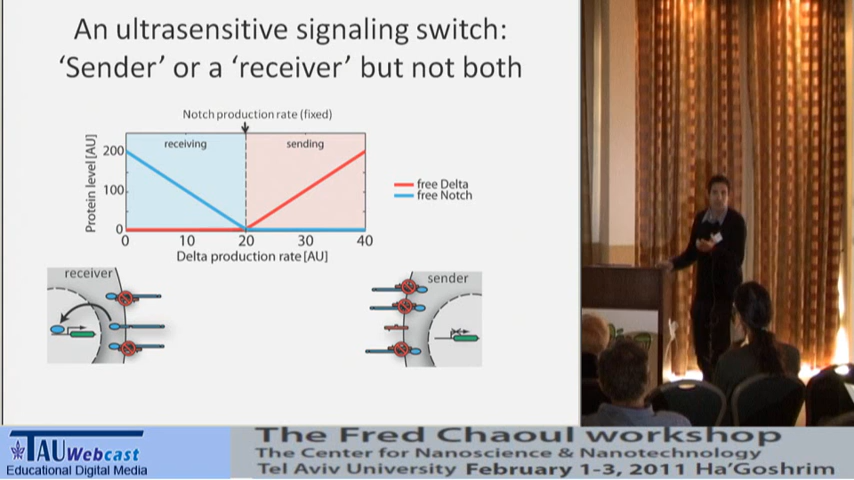 An ultrasensitive signaling switch:
'Sender' or a 'receiver' but not both
Notch production rate (fixed)
receiving
sending
Protein level [AU]
200
100
0
0
10
20
30
40
Delta production rate [AU]
free Delta
free Notch
receiver
sender
TAU Webcast
Educational Digital Media
The Fred Chaoul workshop
The Center for Nanoscience & Nanotechnology
Tel Aviv University February 1-3, 2011 Ha'Goshrim